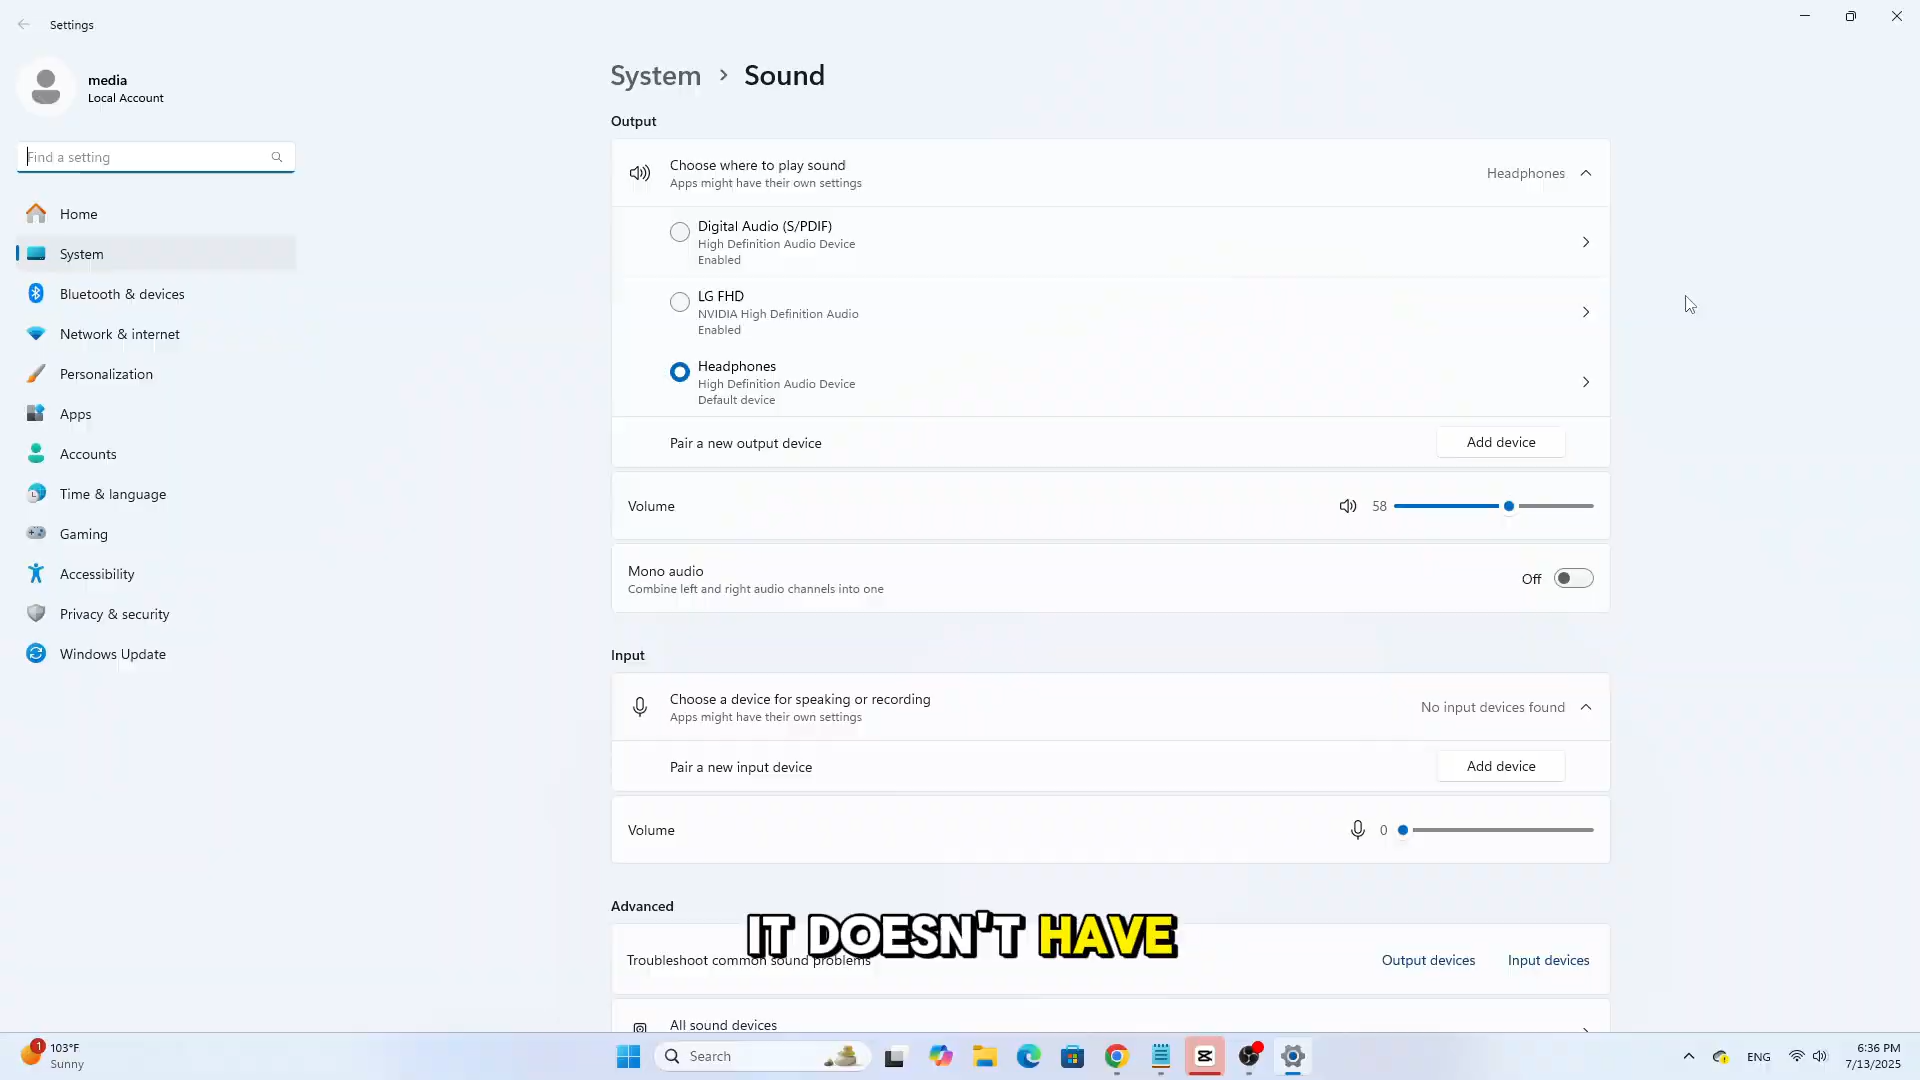 Settings
media
Local Account
Find a setting
Home
System
Bluetooth & devices
Network & internet
Personalization
Apps
Accounts
Time & language
Gaming
Accessibility
Privacy & security
Windows Update
System > Sound
Output
Choose where to play sound
Apps might have their own settings
Headphones
Digital Audio (S/PDIF)
High Definition Audio Device
Enabled
LG FHD
NVIDIA High Definition Audio
Enabled
Headphones
High Definition Audio Device
Default device
Pair a new output device
Add device
Volume
58
Mono audio
Combine left and right audio channels into one
Off
Input
Choose a device for speaking or recording
Apps might have their own settings
No input devices found
Pair a new input device
Add device
Volume
0
Advanced
IT DOESN'T HAVE
Troubleshoot common sound problems
Output devices
Input devices
All sound devices
1
103°F
Sunny
Search
ENG
6:36 PM
7/13/2025